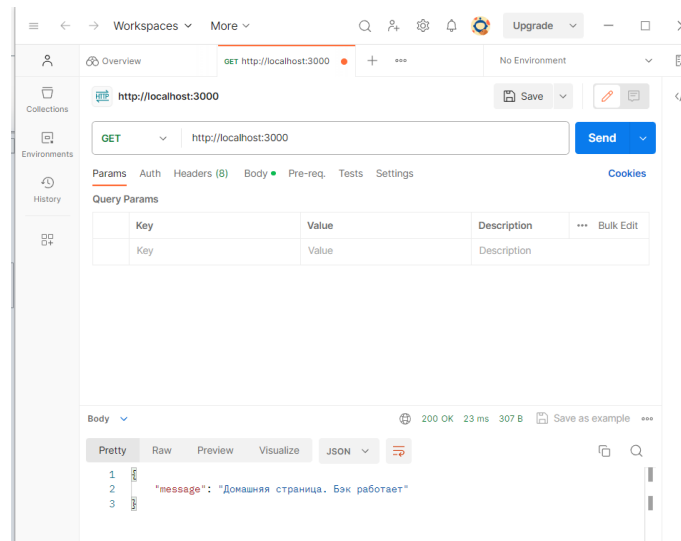 Workspaces More Upgrade
Overview GET http://localhost:3000 No Environment
Collections
HTTP http://localhost:3000 Save
GET http://localhost:3000 Send
Environments
Params Auth Headers (8) Body Pre-req. Tests Settings Cookies
History
Query Params
Key Value Description Bulk Edit
Key Value Description
Body 200 OK 23 ms 307 B Save as example
Pretty Raw Preview Visualize JSON
1 {
2 "message": "Домашняя страница. Бэк работает"
3 }